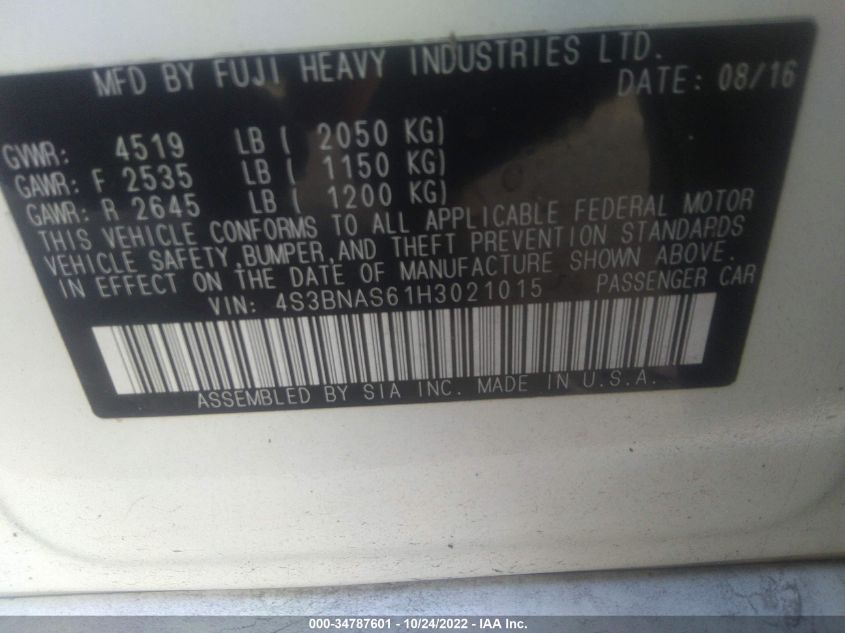 MFD BY FUJI HEAVY INDUSTRIES LTD.
DATE: 08/16
GVWR: 4519 LB ( 2050 KG)
GAWR: F 2535 LB ( 1150 KG)
GAWR: R 2645 LB ( 1200 KG)
THIS VEHICLE CONFORMS TO ALL APPLICABLE FEDERAL MOTOR
VEHICLE SAFETY,BUMPER,AND THEFT PREVENTION STANDARDS
IN EFFECT ON THE DATE OF MANUFACTURE SHOWN ABOVE.
VIN: 4S3BNAS61H3021015 PASSENGER CAR
ASSEMBLED BY SIA INC. MADE IN U.S.A.
000-34787601 - 10/24/2022 - IAA Inc.